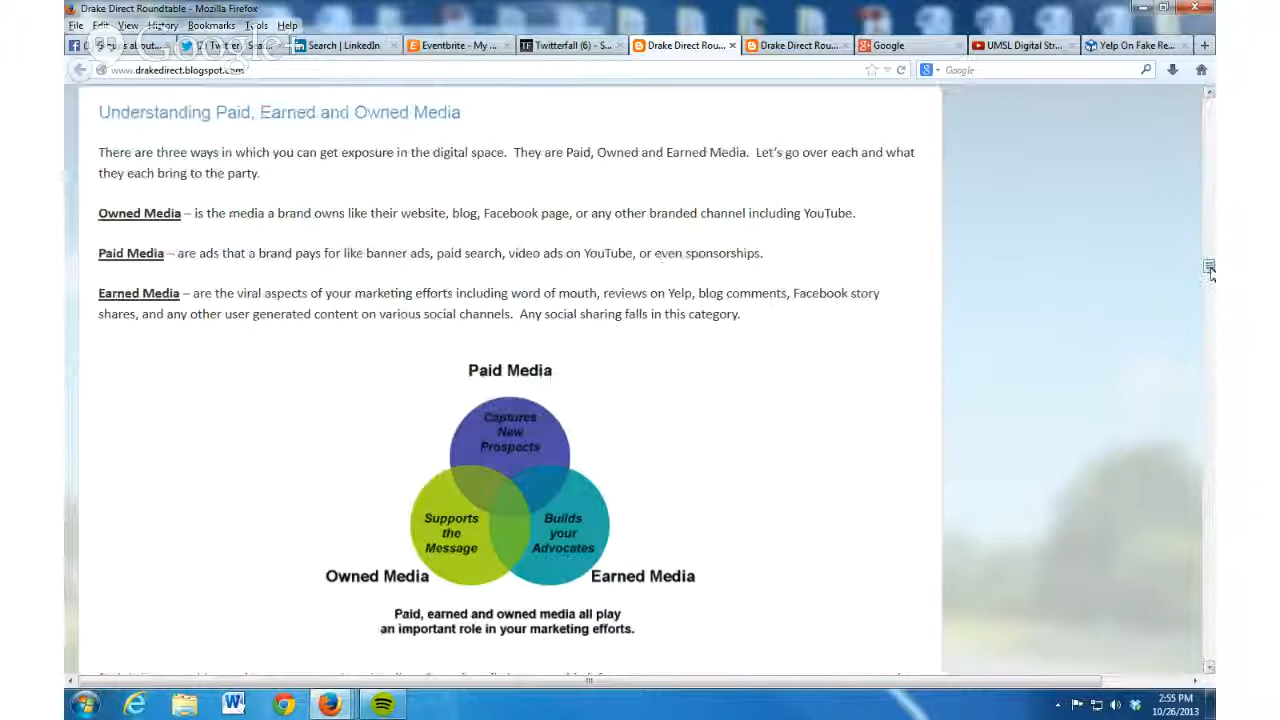 Drake Direct Roundtable - Mozilla Firefox
File Edit View History Bookmarks Tools Help
Search | LinkedIn
Eventbrite - My ...
Twitterfall (6) - S...
Drake Direct Rou...
Drake Direct Rou...
Google
UMSL Digital Str...
Yelp On Fake Re...
Google+
www.drakedirect.blogspot.com
Google
Understanding Paid, Earned and Owned Media
There are three ways in which you can get exposure in the digital space. They are Paid, Owned and Earned Media. Let's go over each and what
they each bring to the party.
Owned Media – is the media a brand owns like their website, blog, Facebook page, or any other branded channel including YouTube.
Paid Media – are ads that a brand pays for like banner ads, paid search, video ads on YouTube, or even sponsorships.
Earned Media – are the viral aspects of your marketing efforts including word of mouth, reviews on Yelp, blog comments, Facebook story
shares, and any other user generated content on various social channels. Any social sharing falls in this category.
Paid Media
Captures
New
Prospects
Supports
the
Message
Builds
your
Advocates
Owned Media
Earned Media
Paid, earned and owned media all play
an important role in your marketing efforts.
2:55 PM
10/26/2013